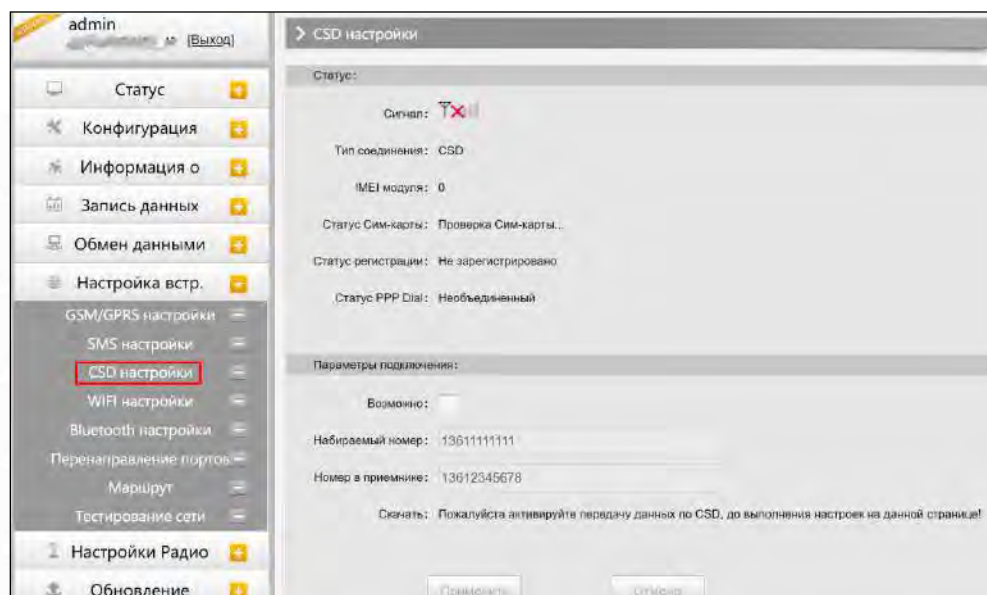 admin
[Выход]
Статус
Конфигурация
Информация о
Запись данных
Обмен данными
Настройка встр.
GSM/GPRS настройки
SMS настройки
CSD настройки
WIFI настройки
Bluetooth настройки
Перенаправление портов
Маршрут
Тестирование сети
Настройки Радио
Обновление
CSD настройки
Статус:
Сигнал:
Тип соединения: CSD
IMEI модуля: 0
Статус Сим-карты: Проверка Сим-карты...
Статус регистрации: Не зарегистрировано
Статус PPP Dial: Необъединенный
Параметры подключения:
Возможно:
Набираемый номер: 13611111111
Номер в приемнике: 13612345678
Скачать: Пожалуйста активируйте передачу данных по CSD, до выполнения настроек на данной странице!
Применить
Отмена